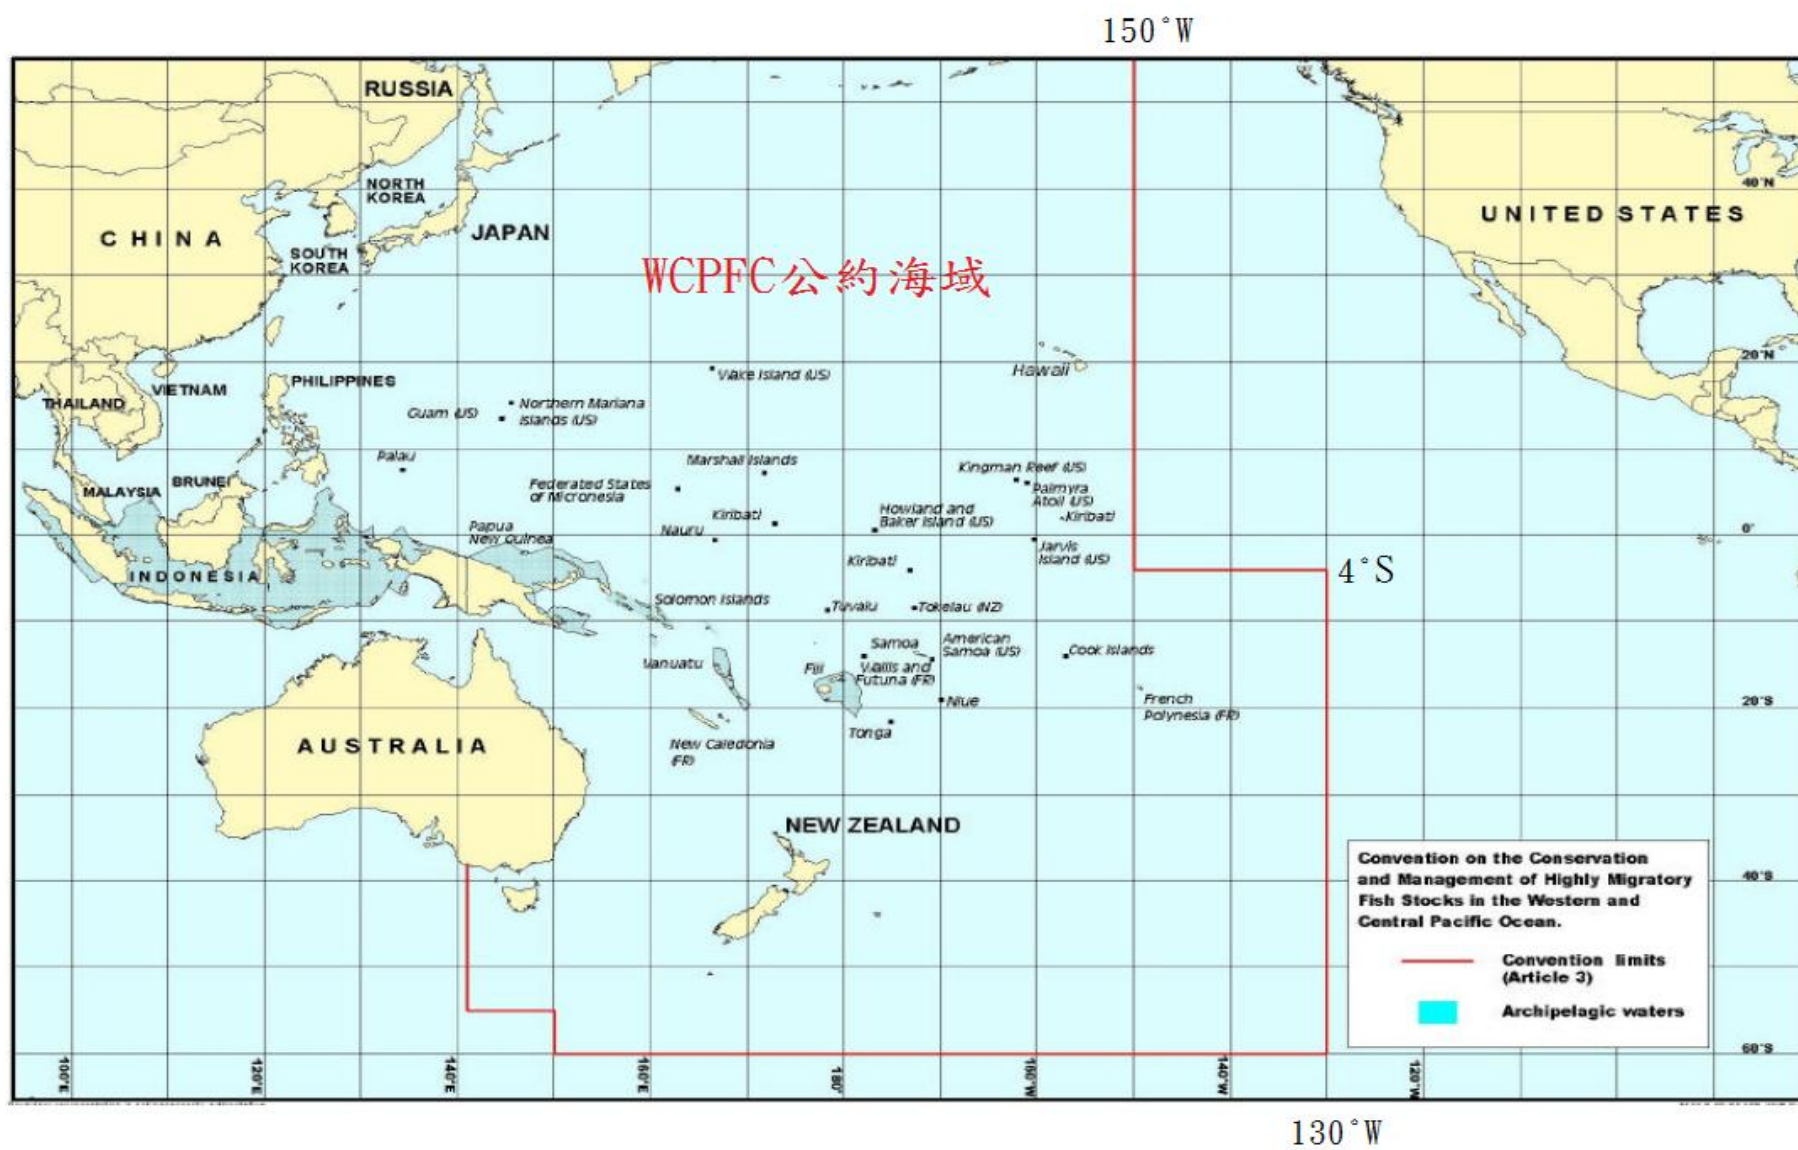 150°W
RUSSIA
NORTH
KOREA
40°N
UNITED STATES
CHINA
JAPAN
SOUTH
KOREA
WCPFC公約海域
20°N
Hawaii
Wake Island (US)
VIETNAM
PHILIPPINES
THAILAND
Guam (US)
Northern Mariana
Islands (US)
Palau
Marshall Islands
Kingman Reef (US)
MALAYSIA
BRUNEI
Federated States
of Micronesia
Palmyra
Atoll (US)
Howland and
Baker Island (US)
Kiribati
Kiribati
Papua
New Guinea
Nauru
0°
Jarvis
Island (US)
Kiribati
4°S
INDONESIA
Solomon Islands
Tuvalu
Tokelau (NZ)
Samoa
American
Samoa (US)
Cook Islands
Vanuatu
Fiji
Wallis and
Futuna (FR)
Niue
French
Polynesia (FR)
20°S
Tonga
AUSTRALIA
New Caledonia
(FR)
NEW ZEALAND
Convention on the Conservation
and Management of Highly Migratory
Fish Stocks in the Western and
Central Pacific Ocean.
40°S
Convention limits
(Article 3)
Archipelagic waters
60°S
100°E
120°E
140°E
160°E
180°
160°W
140°W
120°W
130°W